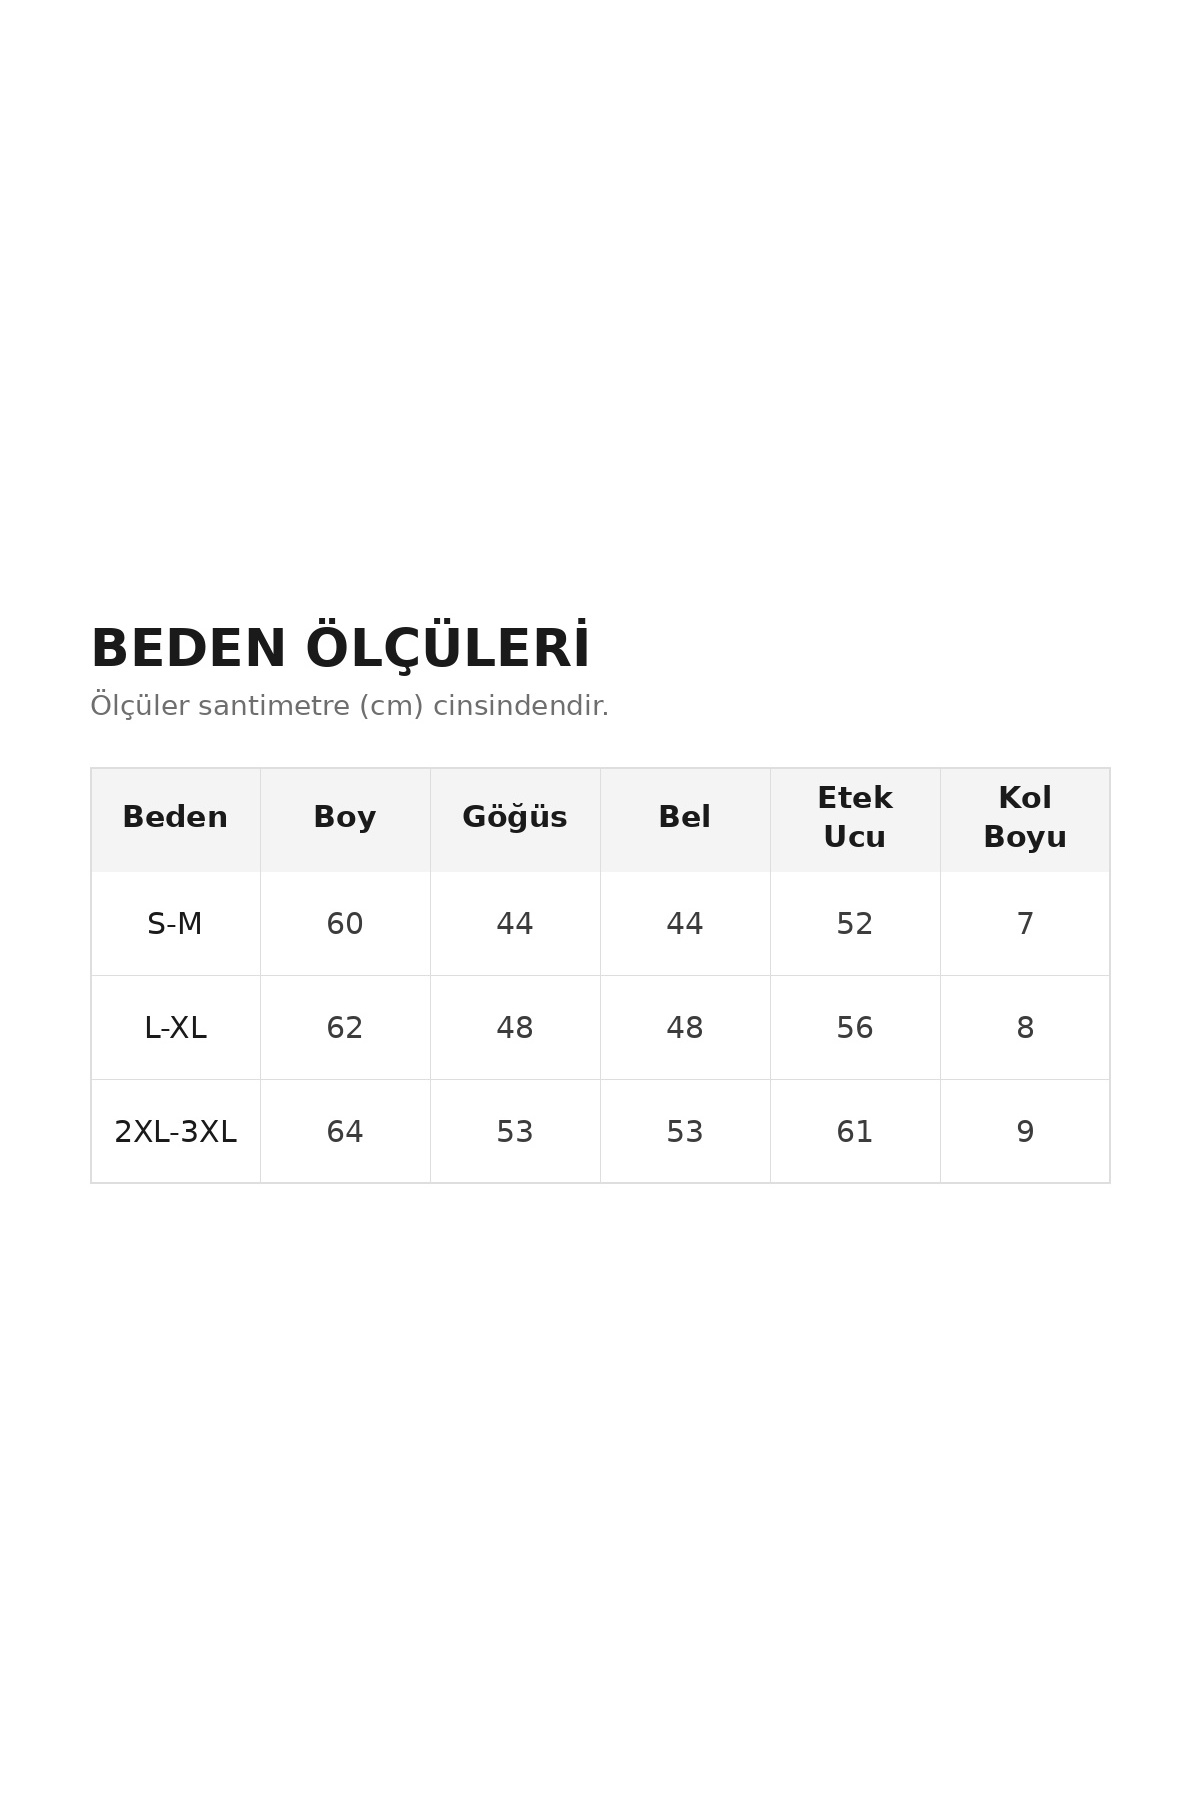 BEDEN ÖLÇÜLERİ
Ölçüler santimetre (cm) cinsindendir.
Beden Boy Göğüs Bel Etek Ucu Kol Boyu
S-M 60 44 44 52 7
L-XL 62 48 48 56 8
2XL-3XL 64 53 53 61 9